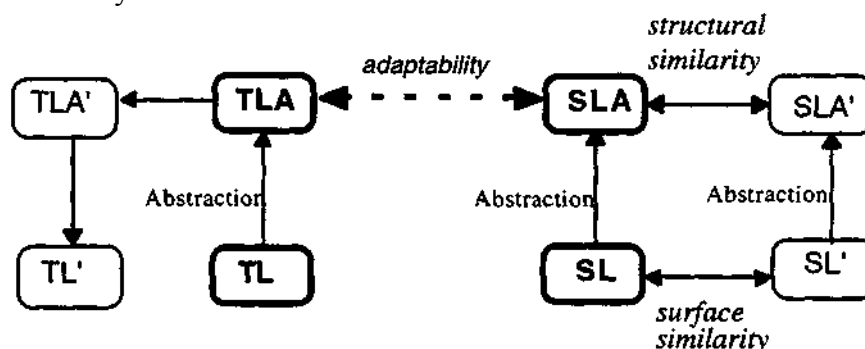 structural
similarity
adaptability
TLA'
TLA
SLA
SLA'
Abstraction
Abstraction
Abstraction
TL'
TL
SL
SL'
surface
similarity